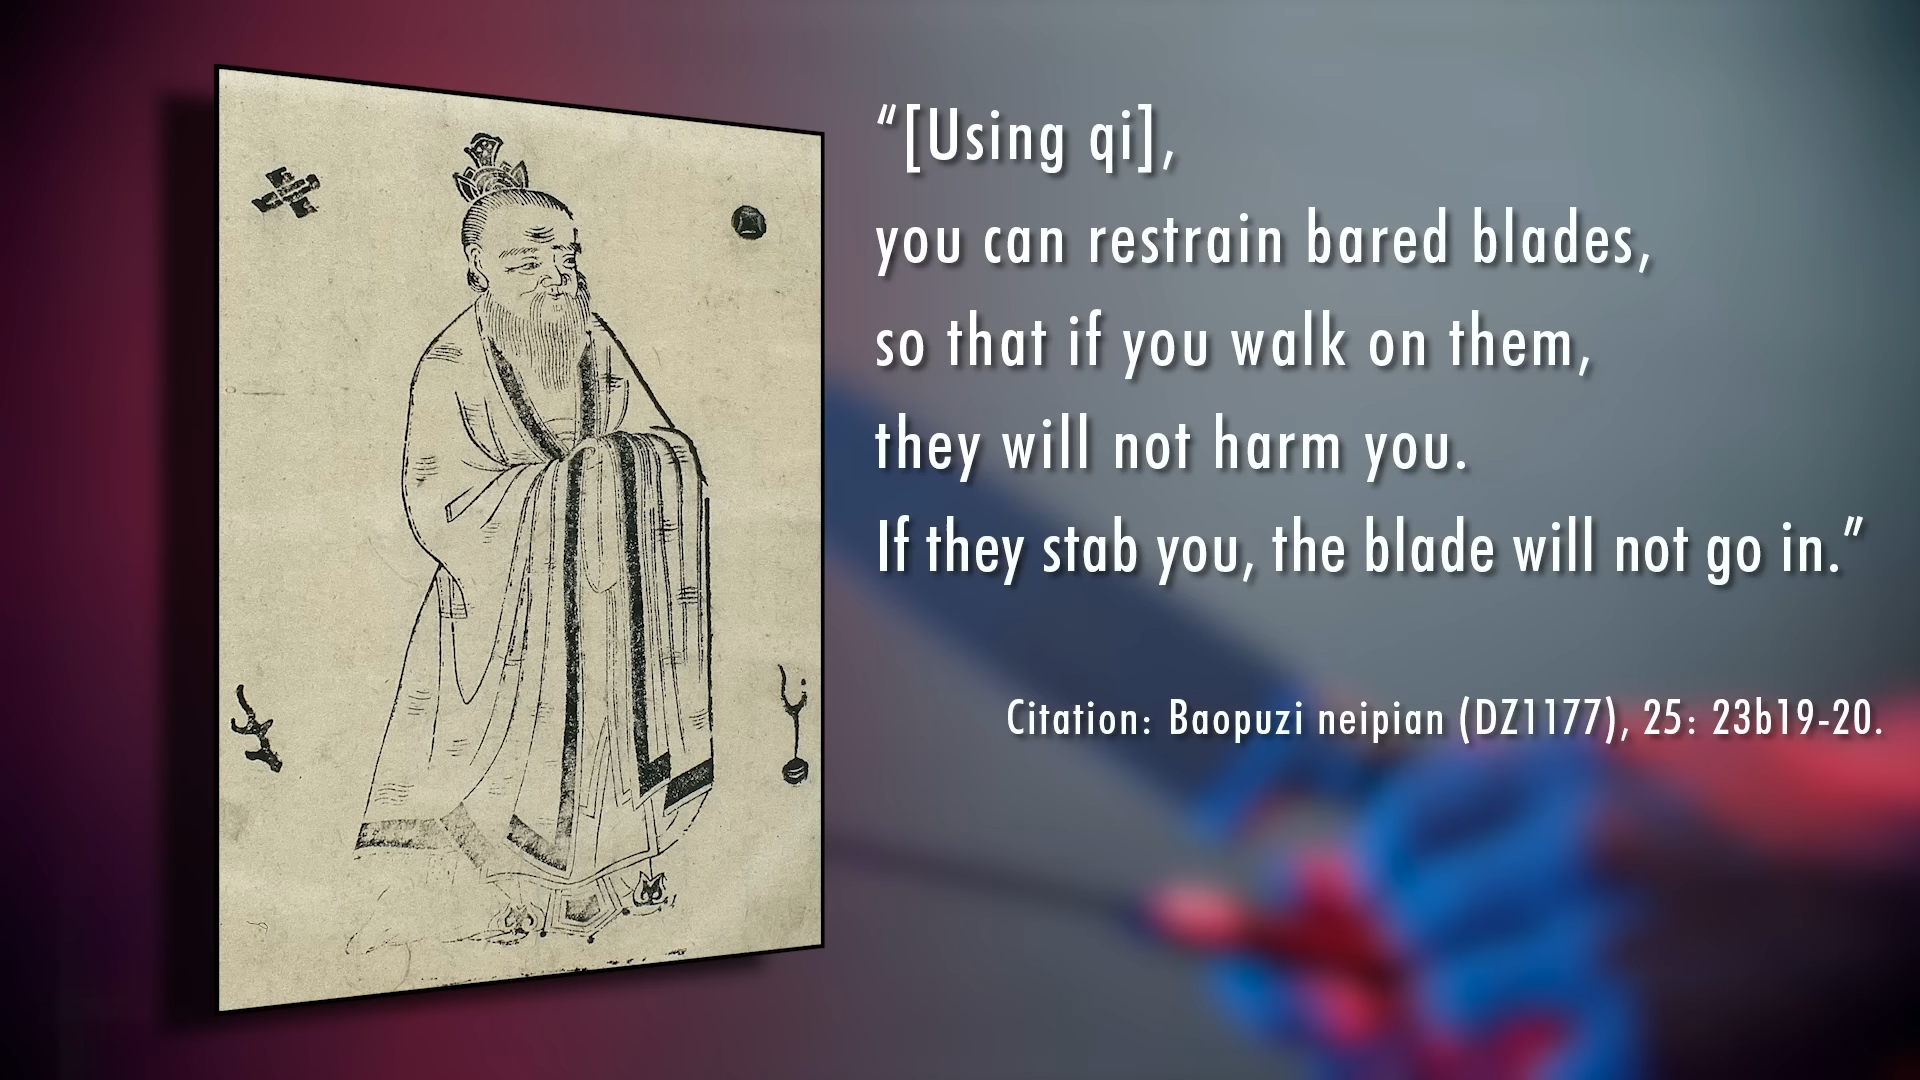 “[Using qi],
you can restrain bared blades,
so that if you walk on them,
they will not harm you.
If they stab you, the blade will not go in.”
Citation: Baopuzi neipian (DZ1177), 25: 23b19-20.